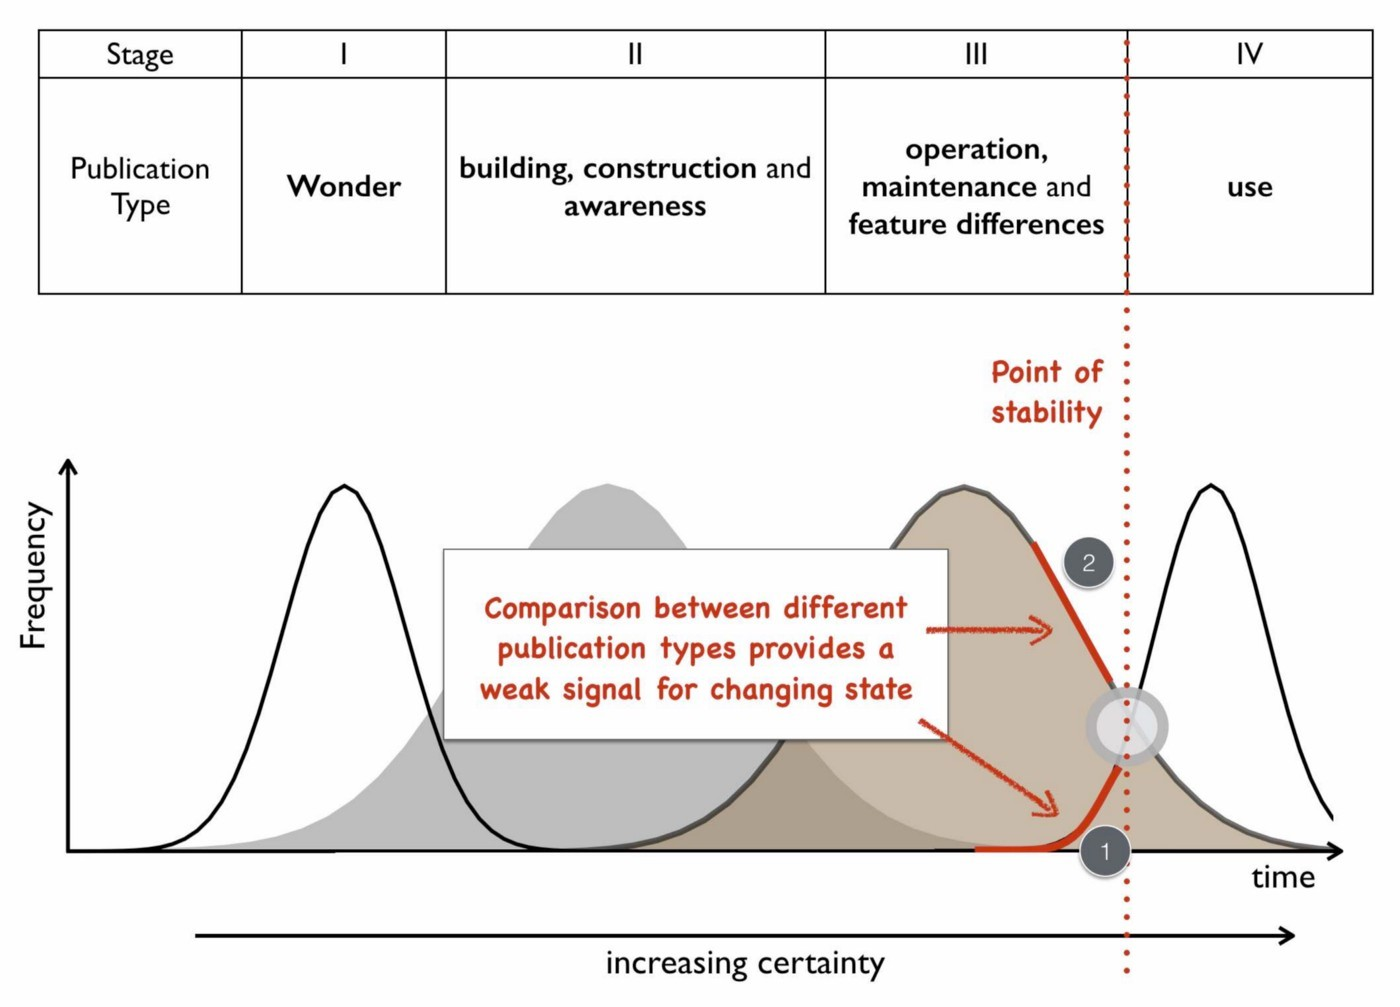 Stage
I
II
III
IV
Publication
Type
Wonder
building, construction and
awareness
operation,
maintenance and
feature differences
use
Point of
stability
Frequency
Comparison between different
publication types provides a
weak signal for changing state
2
1
time
increasing certainty